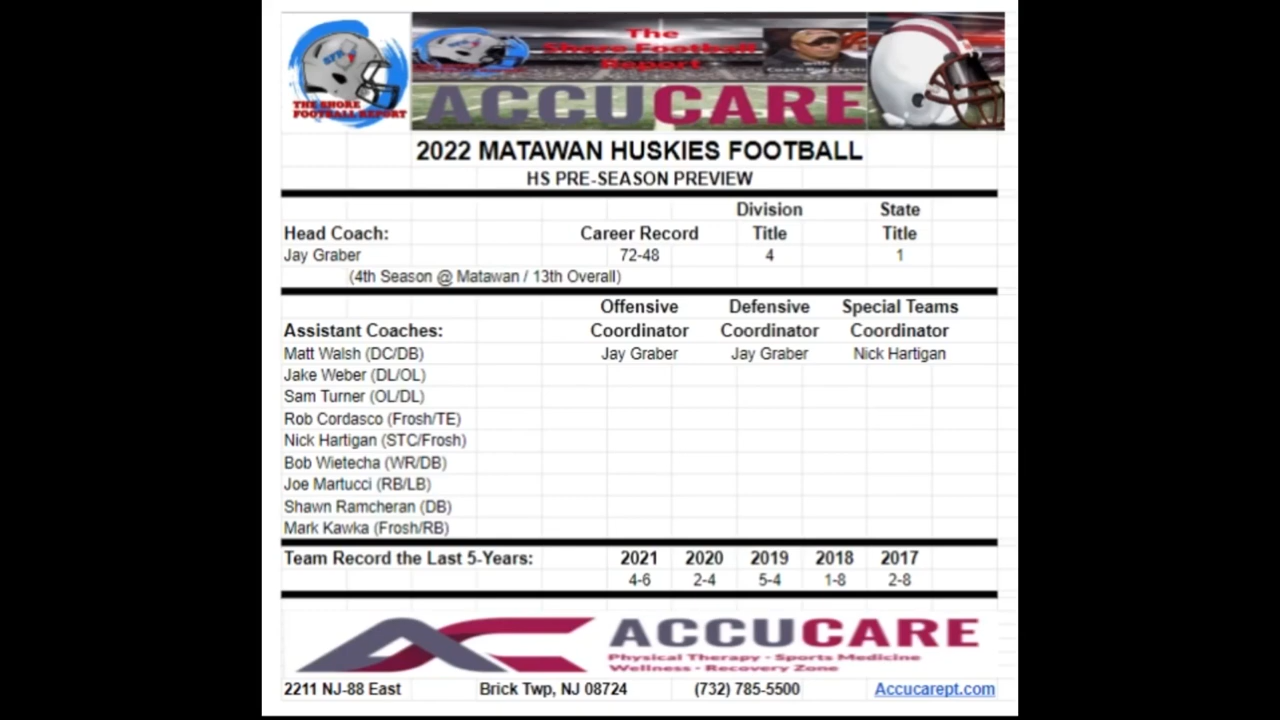 The
Shore Football
Report
with
SFR
THE SHORE
FOOTBALL REPORT
ACCUCARE
2022 MATAWAN HUSKIES FOOTBALL
HS PRE-SEASON PREVIEW
Division State
Head Coach: Career Record Title Title
Jay Graber 72-48 4 1
(4th Season @ Matawan / 13th Overall)
Offensive Defensive Special Teams
Assistant Coaches: Coordinator Coordinator Coordinator
Matt Walsh (DC/DB) Jay Graber Jay Graber Nick Hartigan
Jake Weber (DL/OL)
Sam Turner (OL/DL)
Rob Cordasco (Frosh/TE)
Nick Hartigan (STC/Frosh)
Bob Wietecha (WR/DB)
Joe Martucci (RB/LB)
Shawn Ramcheran (DB)
Mark Kawka (Frosh/RB)
Team Record the Last 5-Years: 2021 2020 2019 2018 2017
4-6 2-4 5-4 1-8 2-8
ACCUCARE
Physical Therapy - Sports Medicine
Wellness - Recovery Zone
2211 NJ-88 East Brick Twp, NJ 08724 (732) 785-5500 Accucarept.com